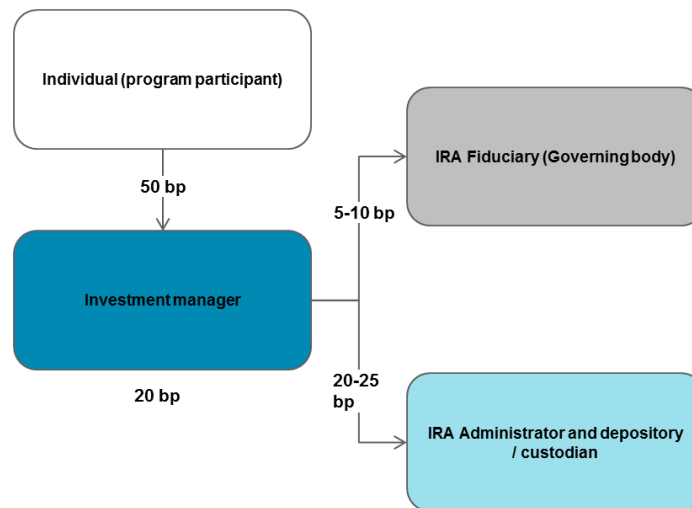 Individual (program participant)
50 bp
IRA Fiduciary (Governing body)
5-10 bp
Investment manager
20 bp
20-25
bp
IRA Administrator and depository
/ custodian